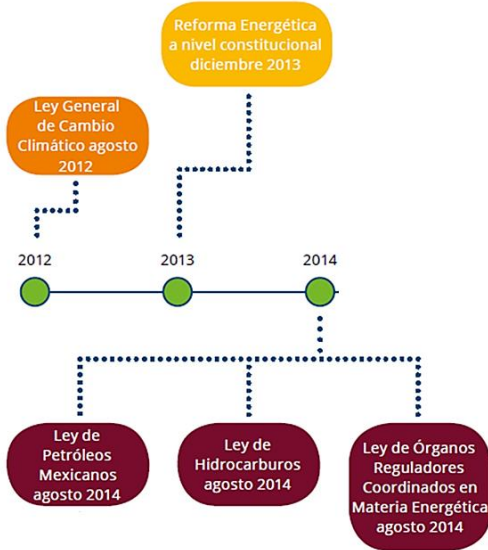 Reforma Energética
a nivel constitucional
diciembre 2013
Ley General
de Cambio
Climático agosto
2012
2012
2013
2014
Ley de
Petróleos
Mexicanos
agosto 2014
Ley de
Hidrocarburos
agosto 2014
Ley de Órganos
Reguladores
Coordinados en
Materia Energética
agosto 2014